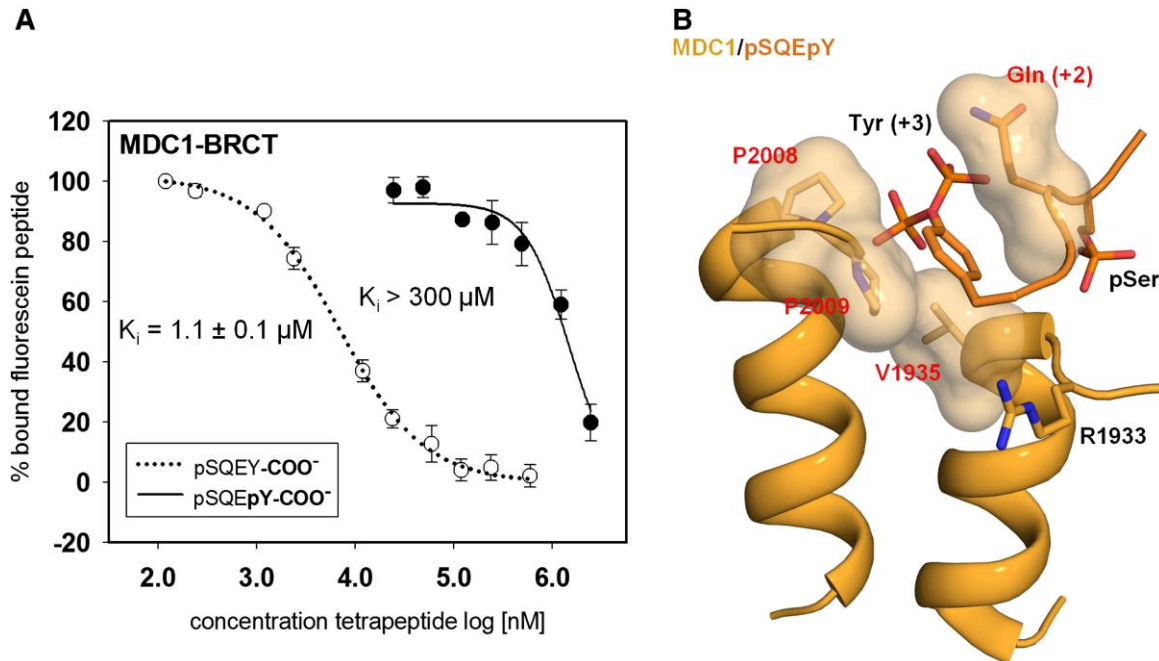 A
% bound fluorescein peptide
120
100
80
60
40
20
0
-20
MDC1-BRCT
Kᵢ = 1.1 ± 0.1 µM
Kᵢ > 300 µM
pSQEY-COO⁻
pSQEpY-COO⁻
2.0 3.0 4.0 5.0 6.0
concentration tetrapeptide log [nM]
B
MDC1/pSQEpY
Gln (+2)
Tyr (+3)
P2008
pSer
P2009
V1935
R1933